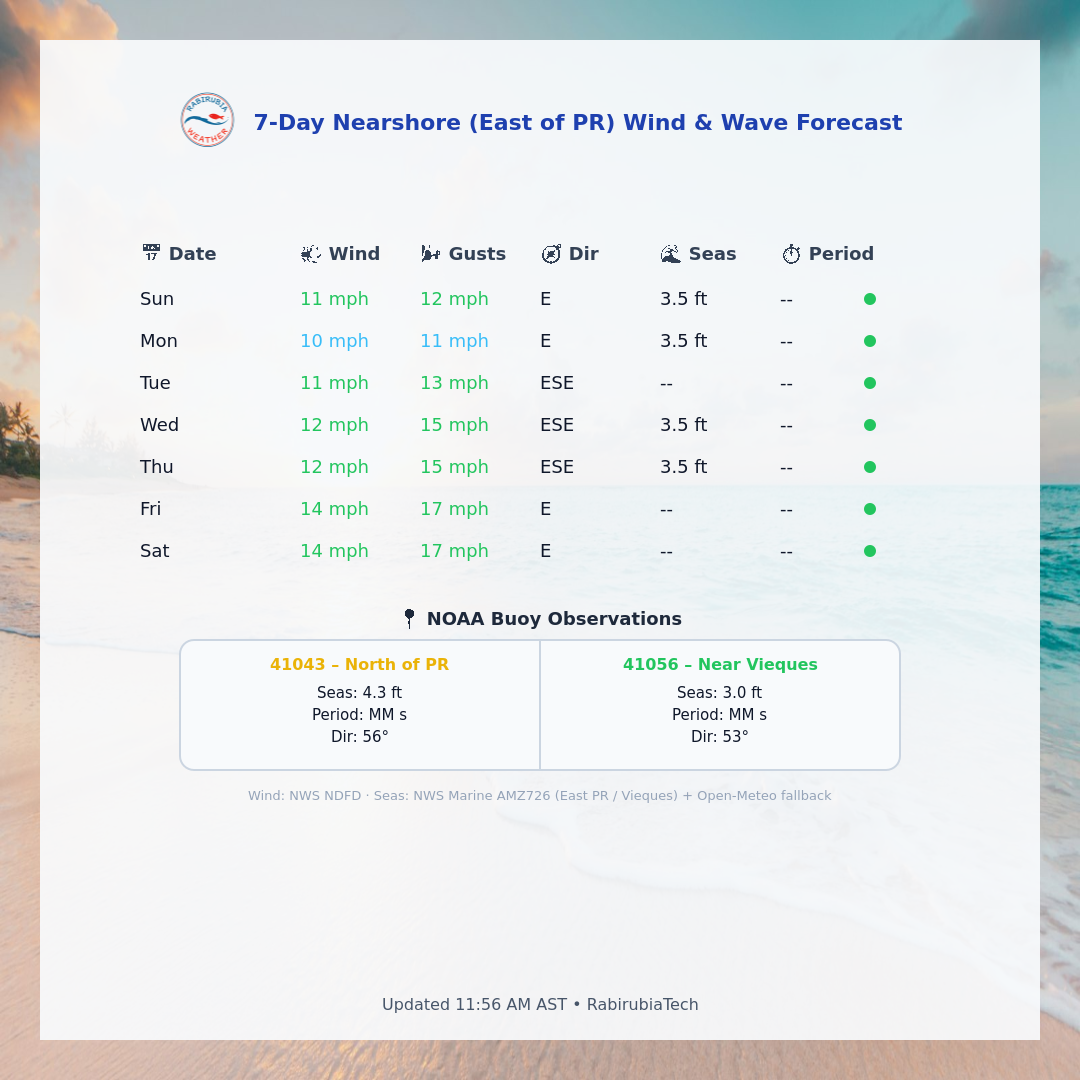 RABIRUBIA
WEATHER
7-Day Nearshore (East of PR) Wind & Wave Forecast
17 Date Wind Gusts Dir Seas Period
Sun 11 mph 12 mph E 3.5 ft --
Mon 10 mph 11 mph E 3.5 ft --
Tue 11 mph 13 mph ESE -- --
Wed 12 mph 15 mph ESE 3.5 ft --
Thu 12 mph 15 mph ESE 3.5 ft --
Fri 14 mph 17 mph E -- --
Sat 14 mph 17 mph E -- --
NOAA Buoy Observations
41043 – North of PR
Seas: 4.3 ft
Period: MM s
Dir: 56°
41056 – Near Vieques
Seas: 3.0 ft
Period: MM s
Dir: 53°
Wind: NWS NDFD · Seas: NWS Marine AMZ726 (East PR / Vieques) + Open-Meteo fallback
Updated 11:56 AM AST • RabirubiaTech